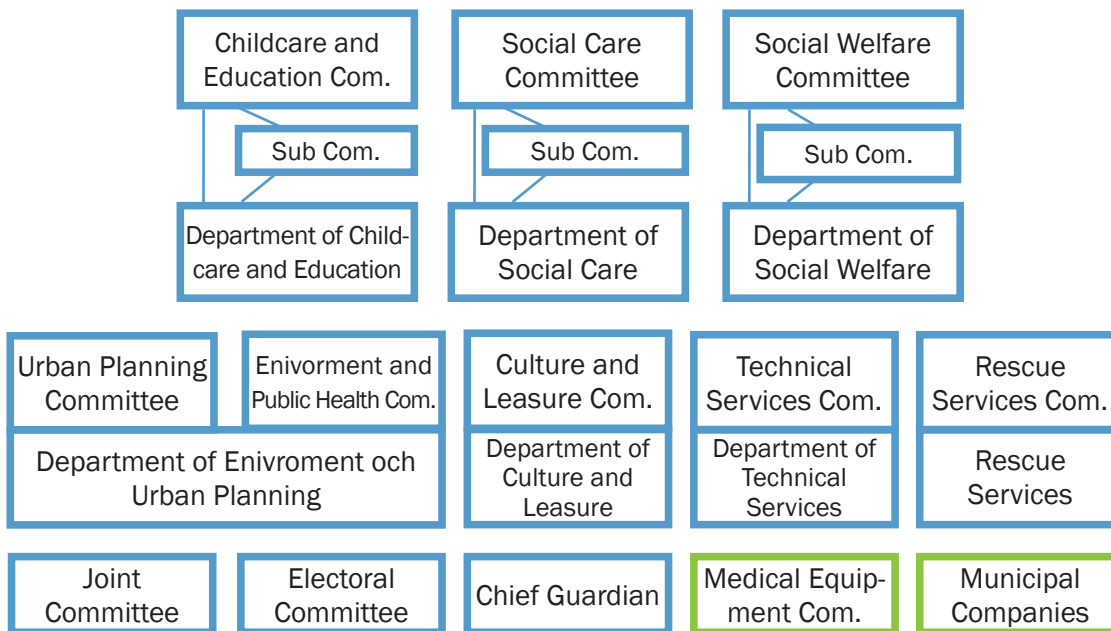 Childcare and
Education Com.
Social Care
Committee
Social Welfare
Committee
Sub Com.
Sub Com.
Sub Com.
Department of Child-
care and Education
Department of
Social Care
Department of
Social Welfare
Urban Planning
Committee
Enivorment and
Public Health Com.
Culture and
Leasure Com.
Technical
Services Com.
Rescue
Services Com.
Department of Enivroment och
Urban Planning
Department of
Culture and
Leasure
Department of
Technical
Services
Rescue
Services
Joint
Committee
Electoral
Committee
Chief Guardian
Medical Equip-
ment Com.
Municipal
Companies